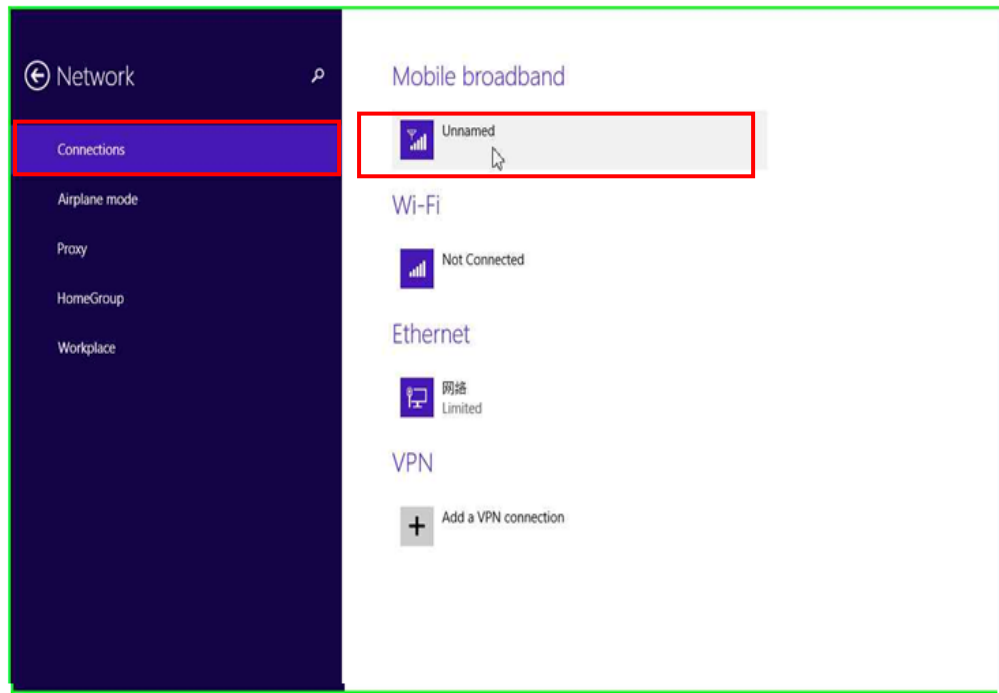 Network
Connections
Airplane mode
Proxy
HomeGroup
Workplace
Mobile broadband
Unnamed
Wi-Fi
Not Connected
Ethernet
网络
Limited
VPN
Add a VPN connection